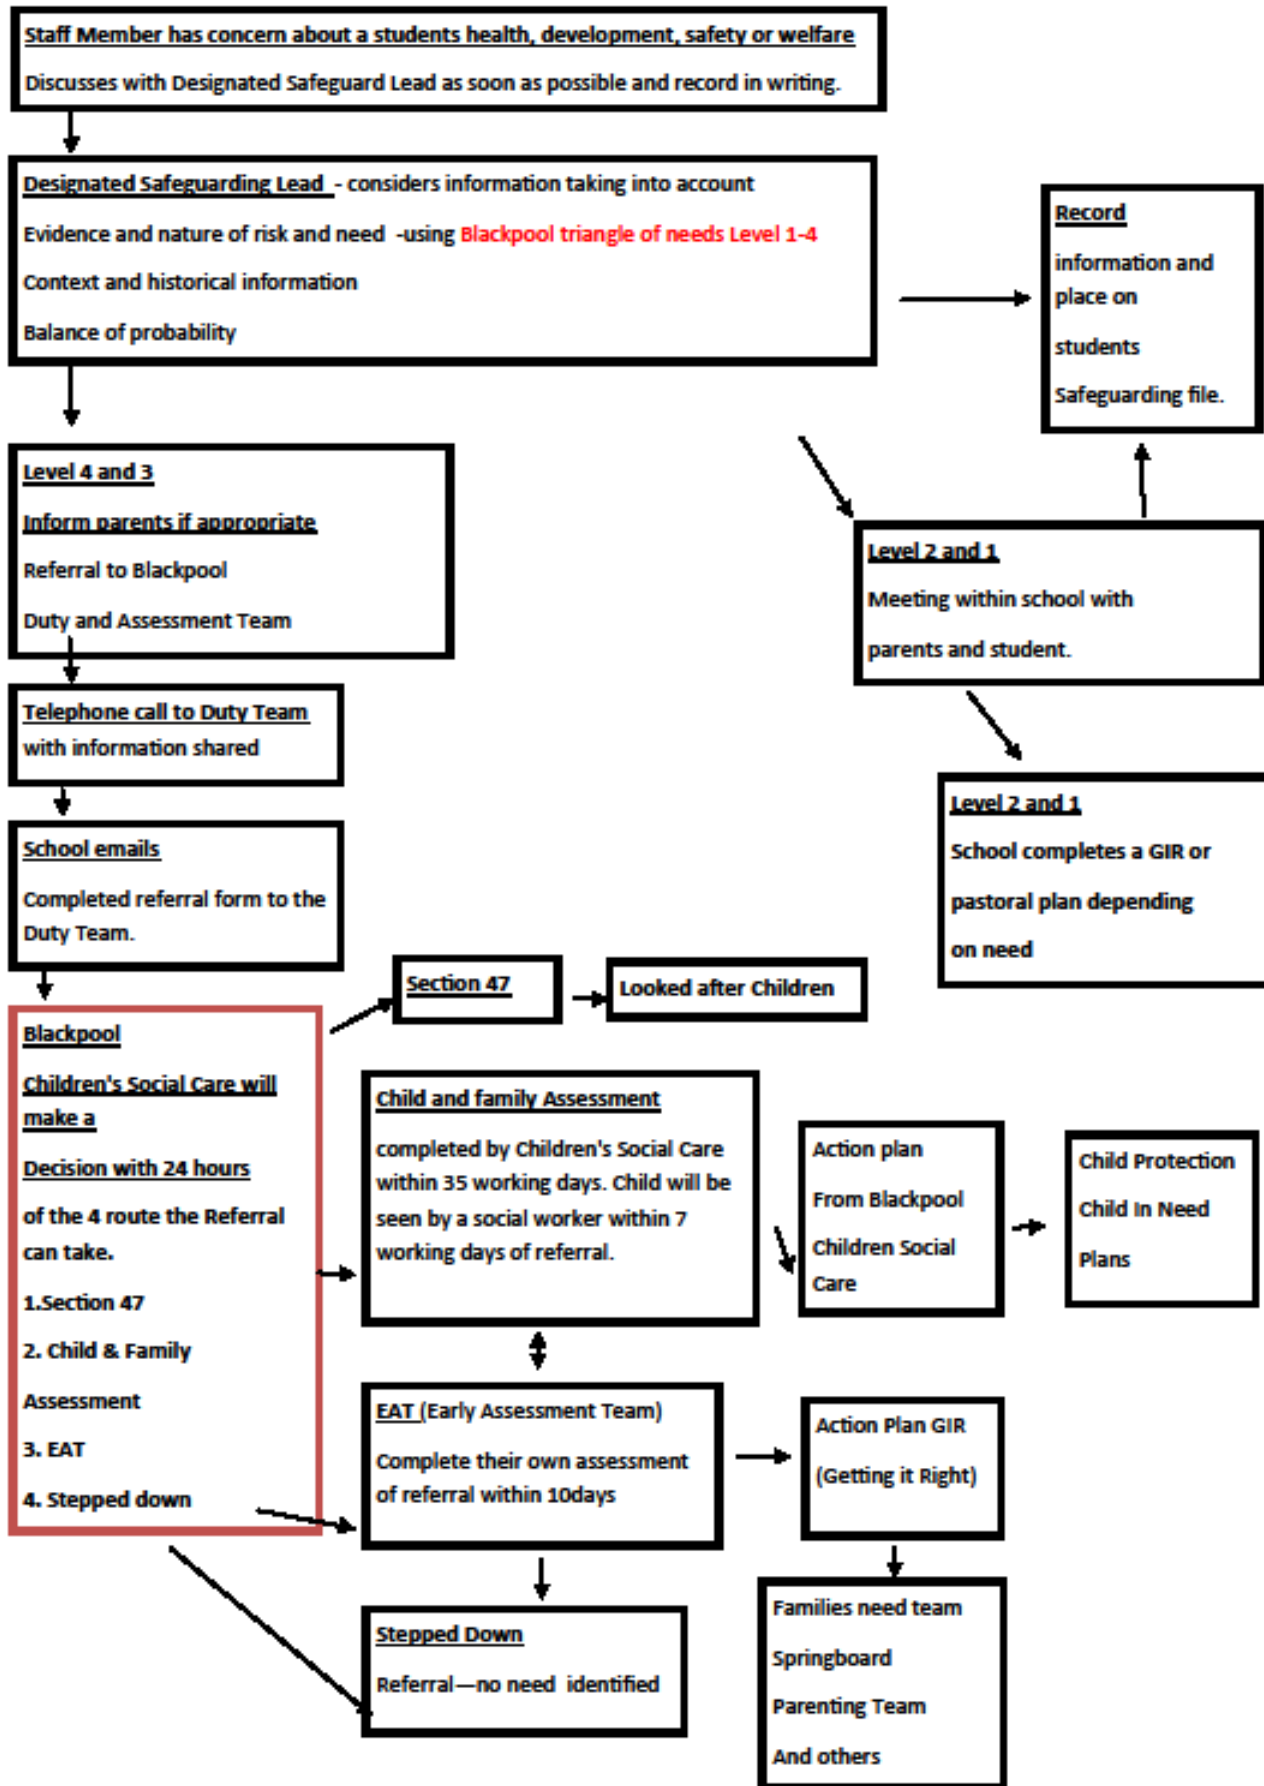 Staff Member has concern about a students health, development, safety or welfare
Discusses with Designated Safeguard Lead as soon as possible and record in writing.
Designated Safeguarding Lead - considers information taking into account
Evidence and nature of risk and need -using Blackpool triangle of needs Level 1-4
Context and historical information
Balance of probability
Record
information and
place on
students
Safeguarding file.
Level 4 and 3
Inform parents if appropriate
Referral to Blackpool
Duty and Assessment Team
Level 2 and 1
Meeting within school with
parents and student.
Telephone call to Duty Team
with information shared
Level 2 and 1
School completes a GIR or
pastoral plan depending
on need
School emails
Completed referral form to the
Duty Team.
Section 47
Looked after Children
Blackpool
Children's Social Care will
make a
Decision with 24 hours
of the 4 route the Referral
can take.
1.Section 47
2. Child & Family
Assessment
3. EAT
4. Stepped down
Child and family Assessment
completed by Children's Social Care
within 35 working days. Child will be
seen by a social worker within 7
working days of referral.
Action plan
From Blackpool
Children Social
Care
Child Protection
Child In Need
Plans
EAT (Early Assessment Team)
Complete their own assessment
of referral within 10days
Action Plan GIR
(Getting it Right)
Stepped Down
Referral—no need identified
Families need team
Springboard
Parenting Team
And others